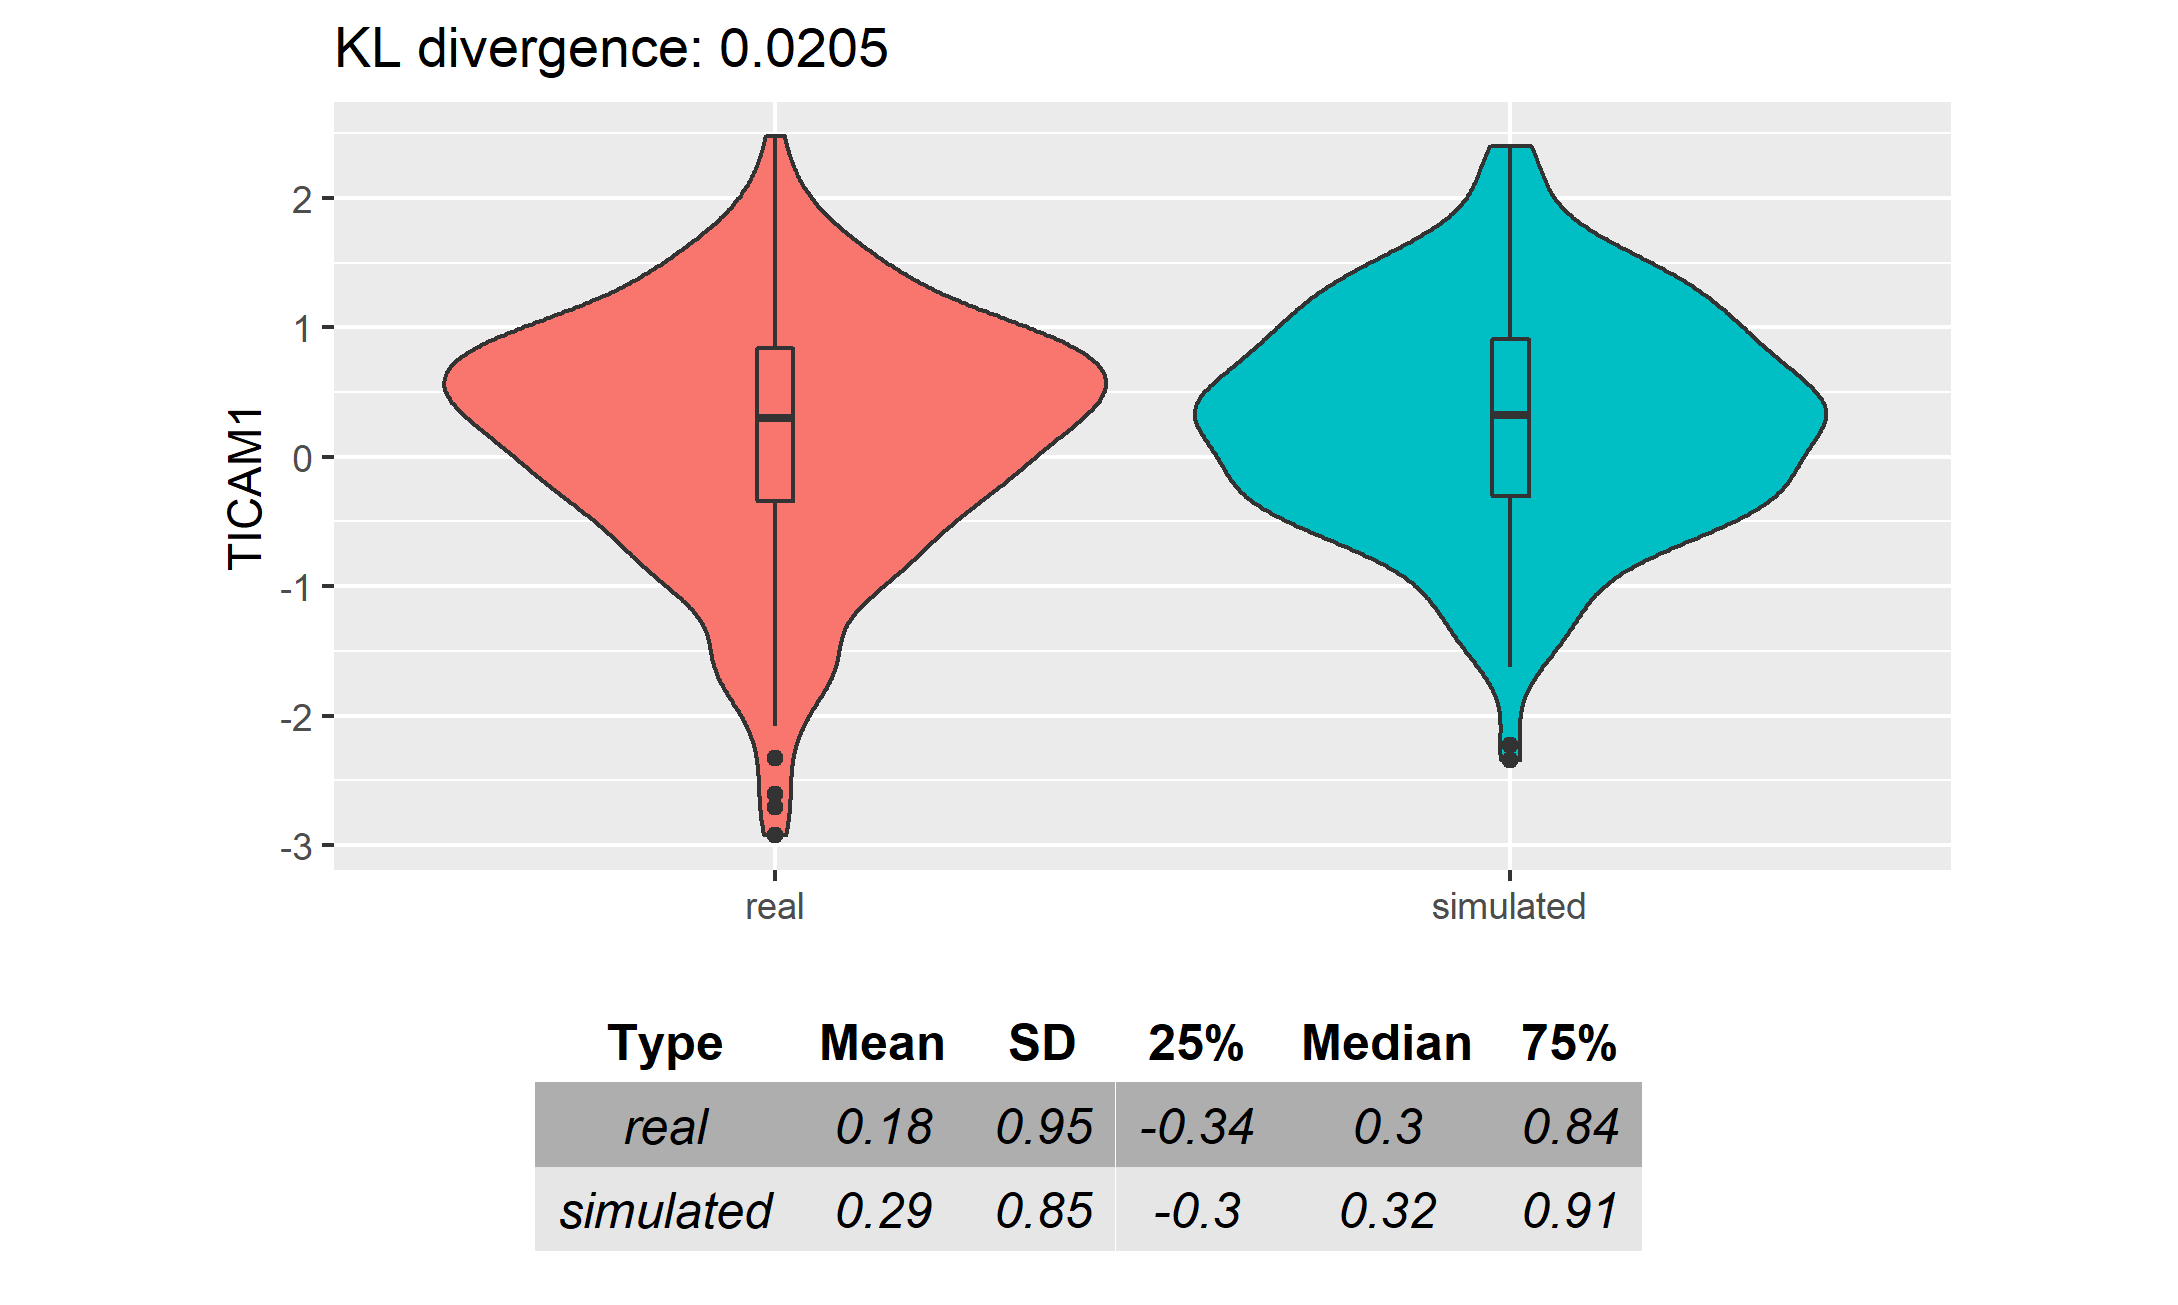 KL divergence: 0.0205
TICAM1
2
1
0
-1
-2
-3
real simulated
Type Mean SD 25% Median 75%
real 0.18 0.95 -0.34 0.3 0.84
simulated 0.29 0.85 -0.3 0.32 0.91